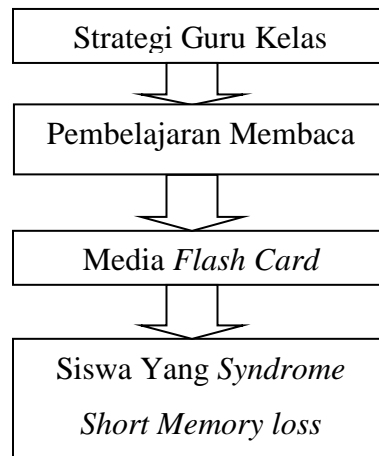 Strategi Guru Kelas
Pembelajaran Membaca
Media Flash Card
Siswa Yang Syndrome
Short Memory loss